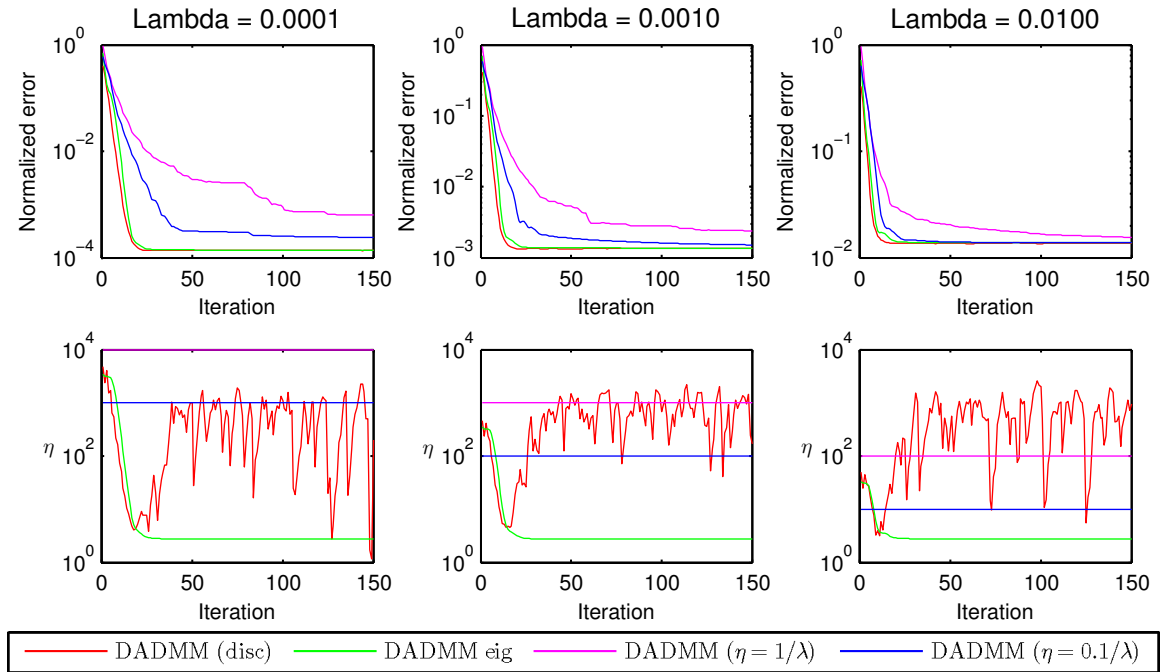 Lambda = 0.0001
Lambda = 0.0010
Lambda = 0.0100
Normalized error
10^0
10^−2
10^−4
0 50 100 150
Iteration
Normalized error
10^0
10^−1
10^−2
10^−3
0 50 100 150
Iteration
Normalized error
10^0
10^−1
10^−2
0 50 100 150
Iteration
η
10^4
10^2
10^0
0 50 100 150
Iteration
η
10^4
10^2
10^0
0 50 100 150
Iteration
η
10^4
10^2
10^0
0 50 100 150
Iteration
DADMM (disc) DADMM eig DADMM (η = 1/λ) DADMM (η = 0.1/λ)